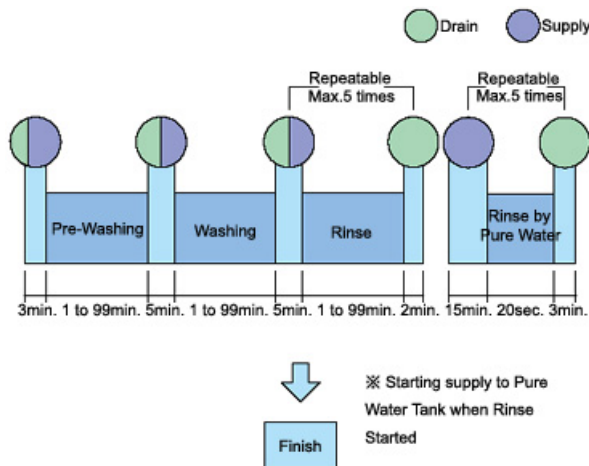 Drain Supply
Repeatable
Max.5 times
Repeatable
Max.5 times
Pre-Washing
Washing
Rinse
Rinse by
Pure Water
3min. 1 to 99min. 5min. 1 to 99min. 5min. 1 to 99min. 2min. 15min. 20sec. 3min.
※ Starting supply to Pure
Water Tank when Rinse
Started
Finish